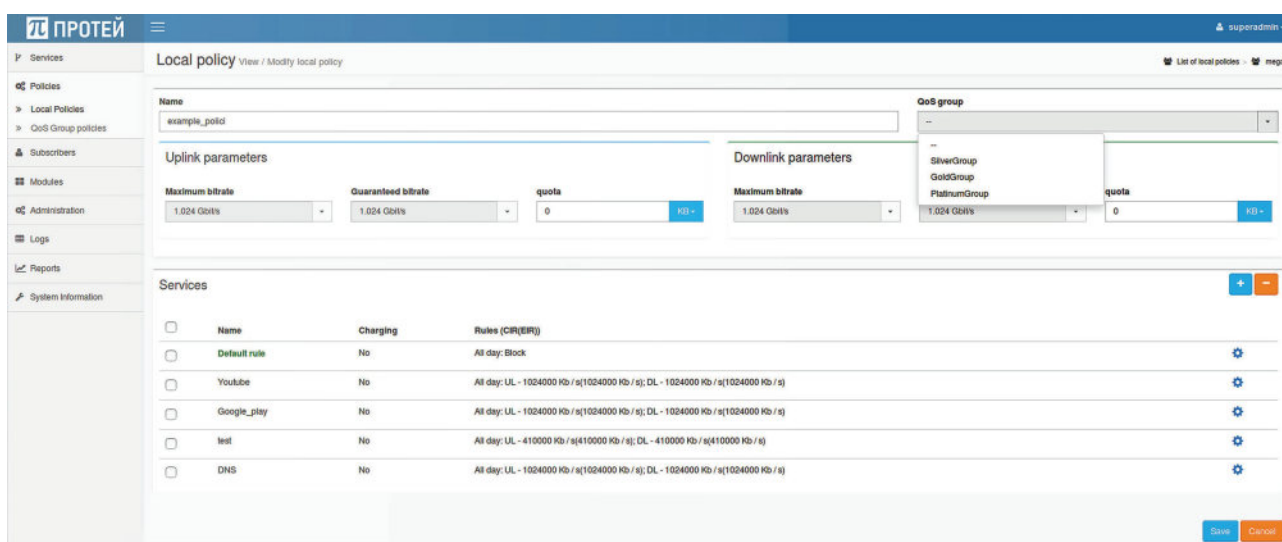 ПРОТЕЙ
superadmin
Services
Policies
Local Policies
QoS Group policies
Subscribers
Modules
Administration
Logs
Reports
System Information
Local policy View / Modify local policy
List of local policies mega
Name
example_polici
QoS group
--
--
SilverGroup
GoldGroup
PlatinumGroup
Uplink parameters
Maximum bitrate Guaranteed bitrate quota
1.024 Gbit/s 1.024 Gbit/s 0 KB
Downlink parameters
Maximum bitrate quota
1.024 Gbit/s 1.024 Gbit/s 0 KB
Services
Name Charging Rules (CIR(EIR))
Default rule No All day: Block
Youtube No All day: UL - 1024000 Kb / s(1024000 Kb / s); DL - 1024000 Kb / s(1024000 Kb / s)
Google_play No All day: UL - 1024000 Kb / s(1024000 Kb / s); DL - 1024000 Kb / s(1024000 Kb / s)
test No All day: UL - 410000 Kb / s(410000 Kb / s); DL - 410000 Kb / s(410000 Kb / s)
DNS No All day: UL - 1024000 Kb / s(1024000 Kb / s); DL - 1024000 Kb / s(1024000 Kb / s)
Save Cancel